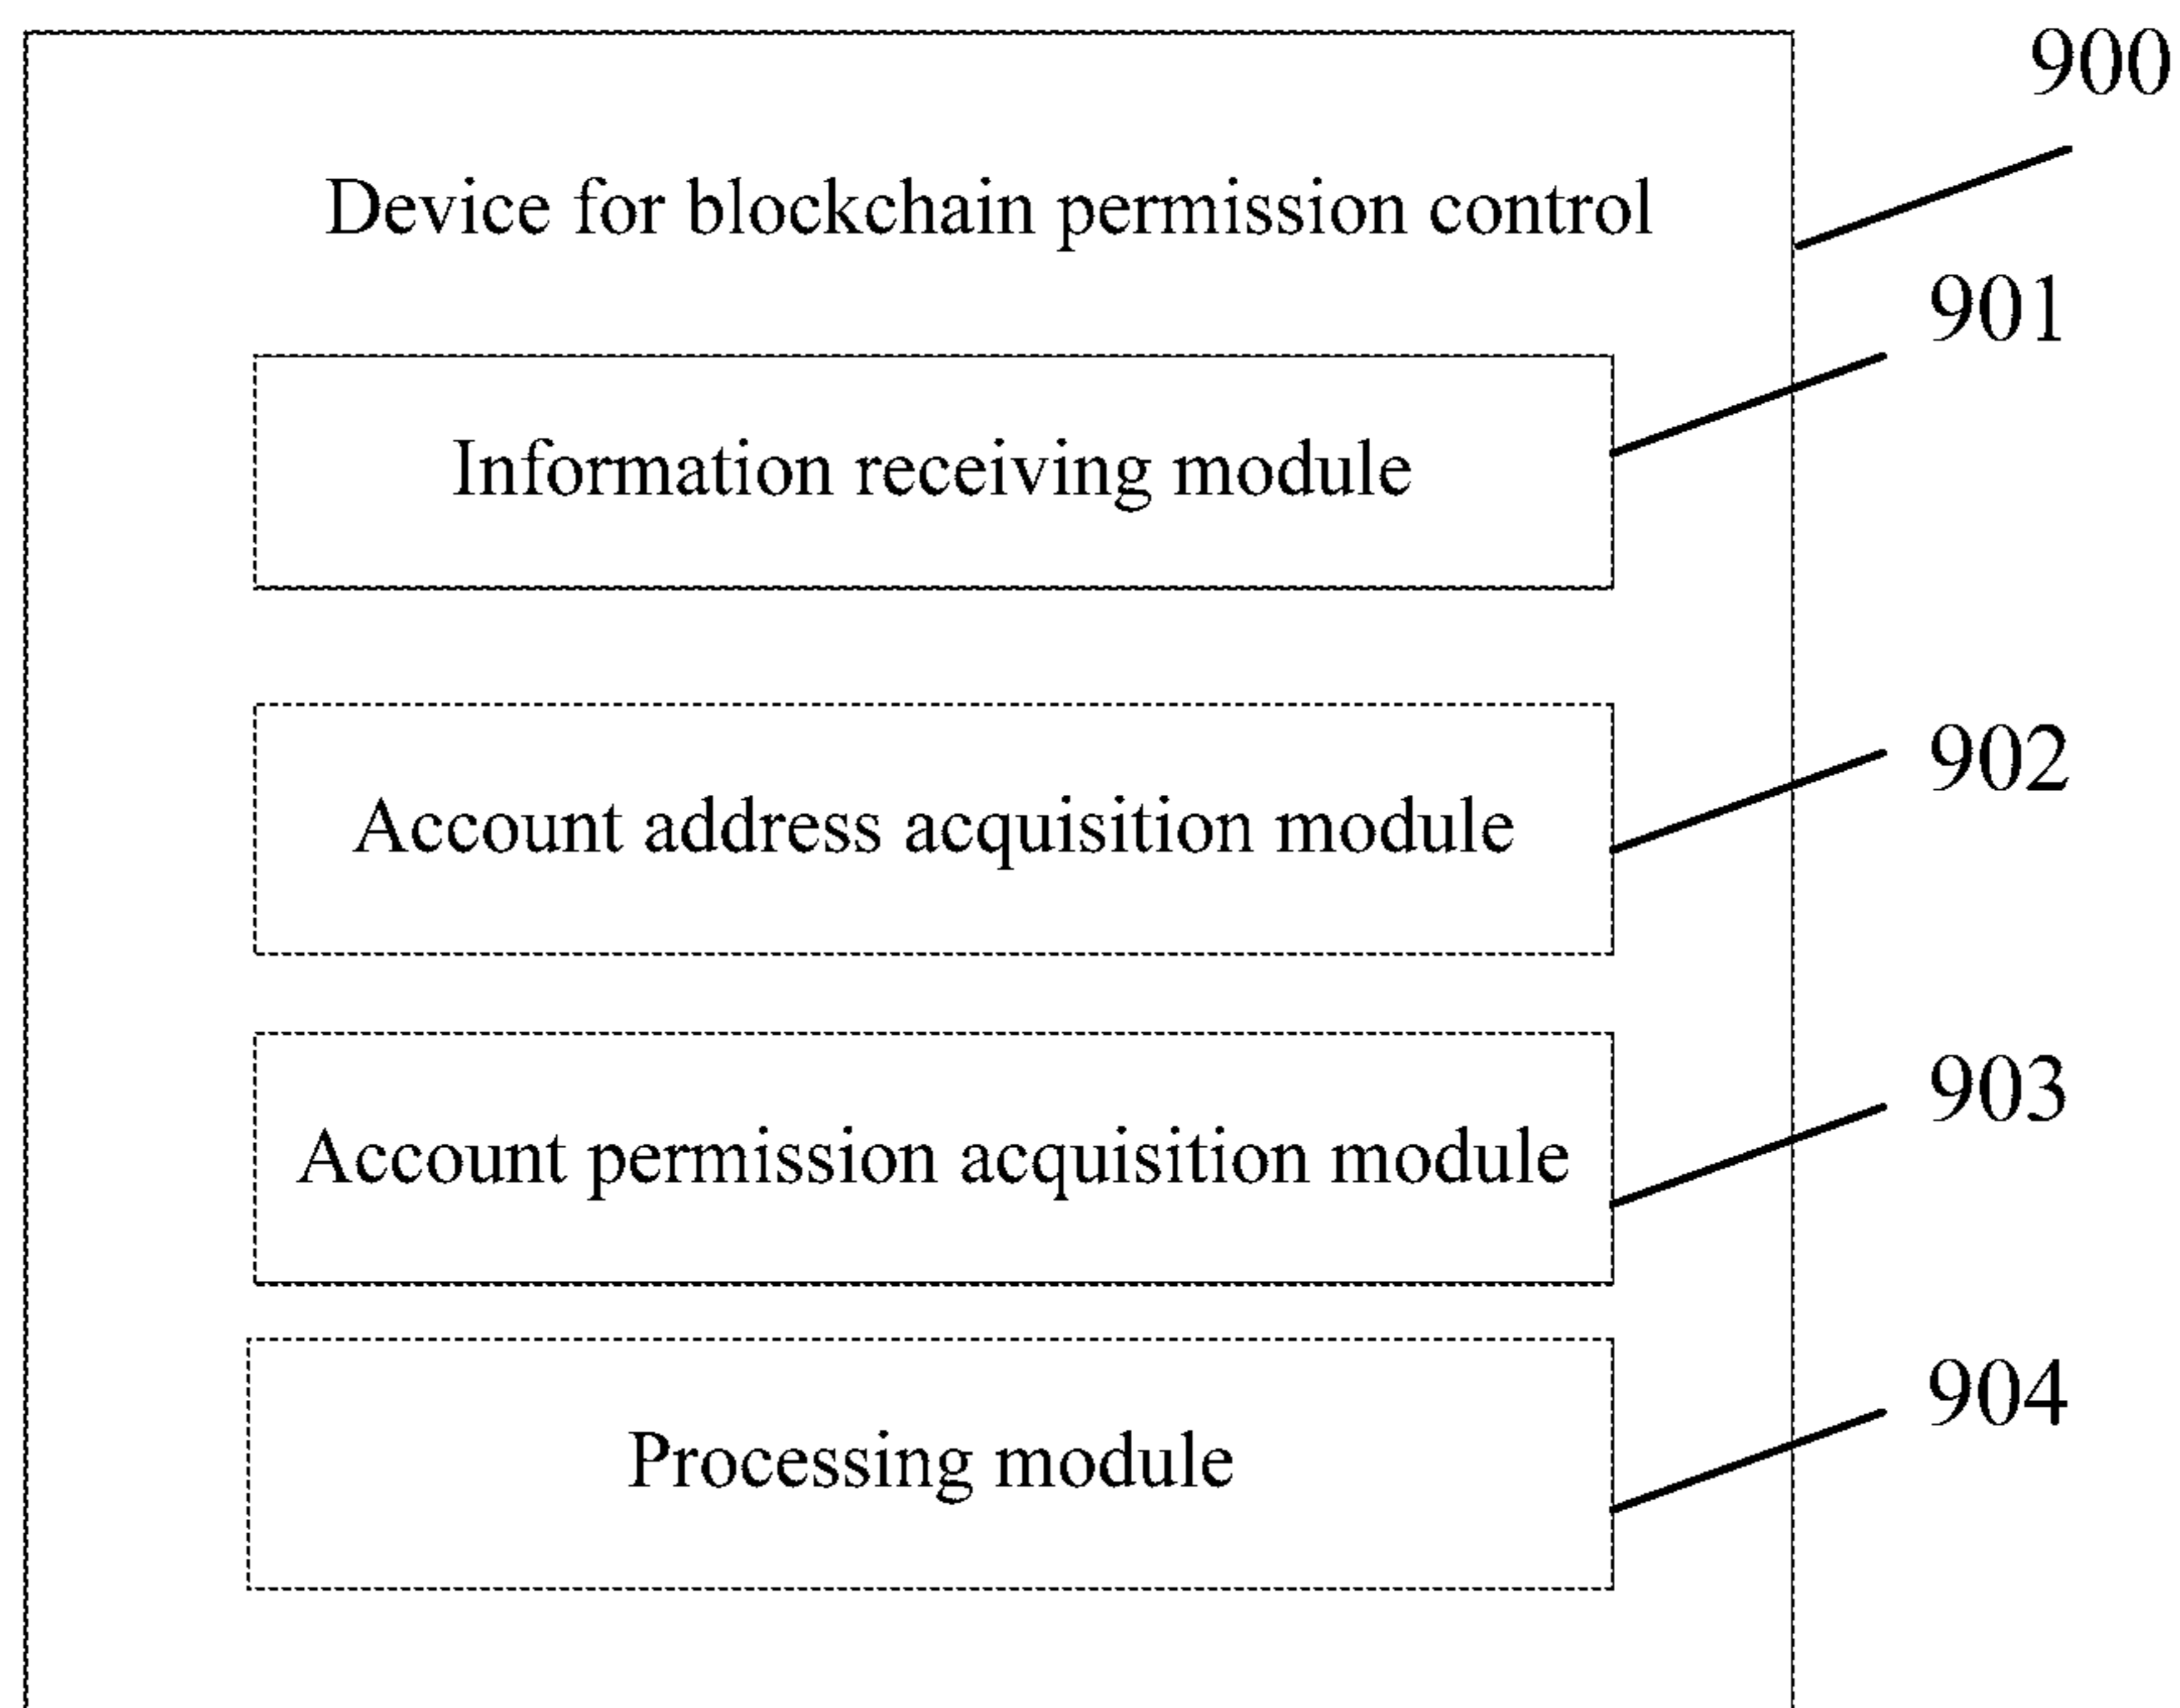 900
Device for blockchain permission control
901
Information receiving module
902
Account address acquisition module
903
Account permission acquisition module
904
Processing module